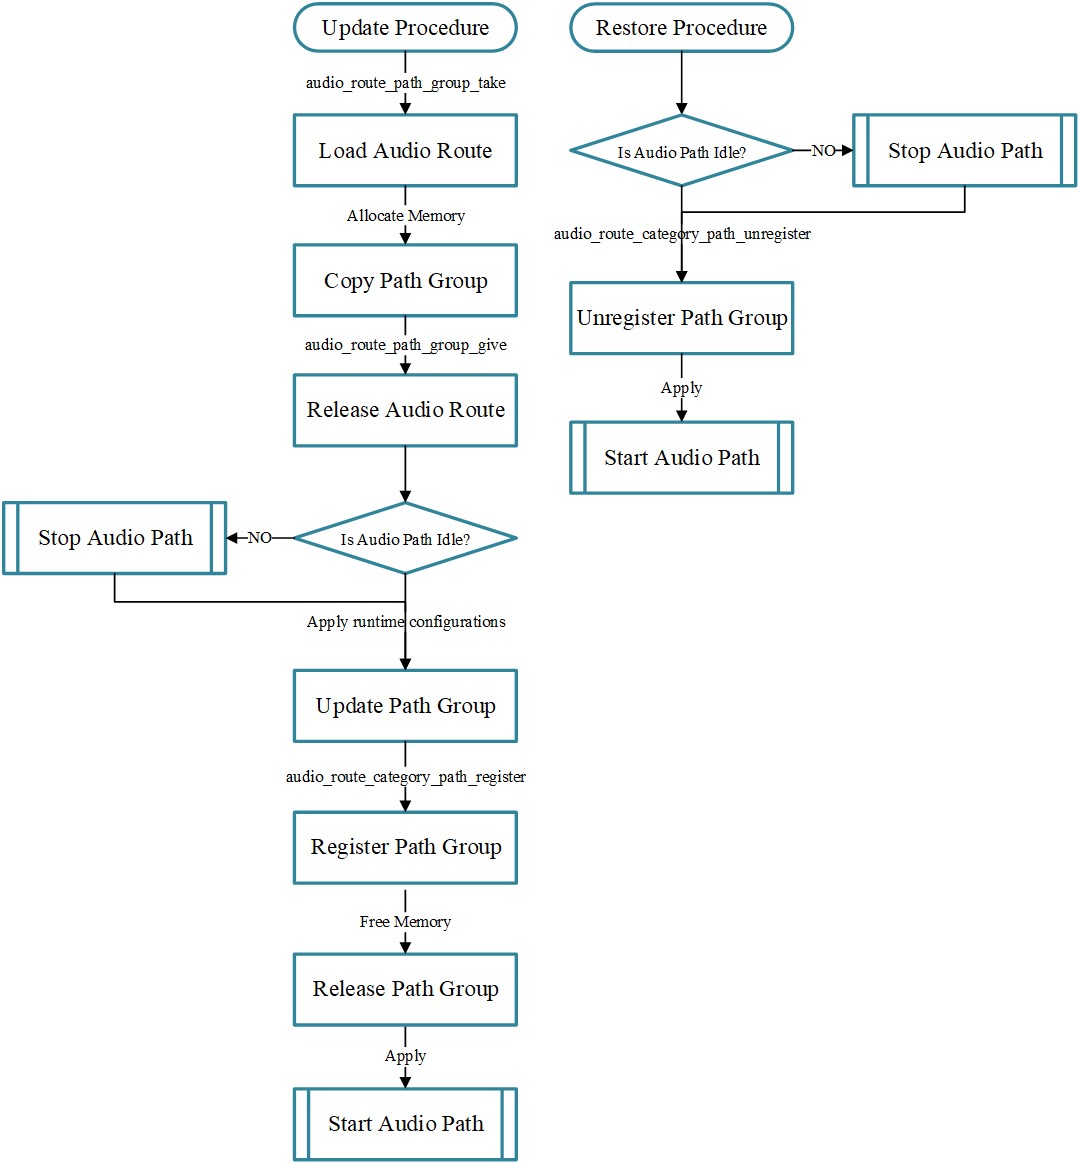 Update Procedure
audio_route_path_group_take
Load Audio Route
Allocate Memory
Copy Path Group
audio_route_path_group_give
Release Audio Route
Is Audio Path Idle?
NO
Stop Audio Path
Apply runtime configurations
Update Path Group
audio_route_category_path_register
Register Path Group
Free Memory
Release Path Group
Apply
Start Audio Path
Restore Procedure
Is Audio Path Idle?
NO
Stop Audio Path
audio_route_category_path_unregister
Unregister Path Group
Apply
Start Audio Path